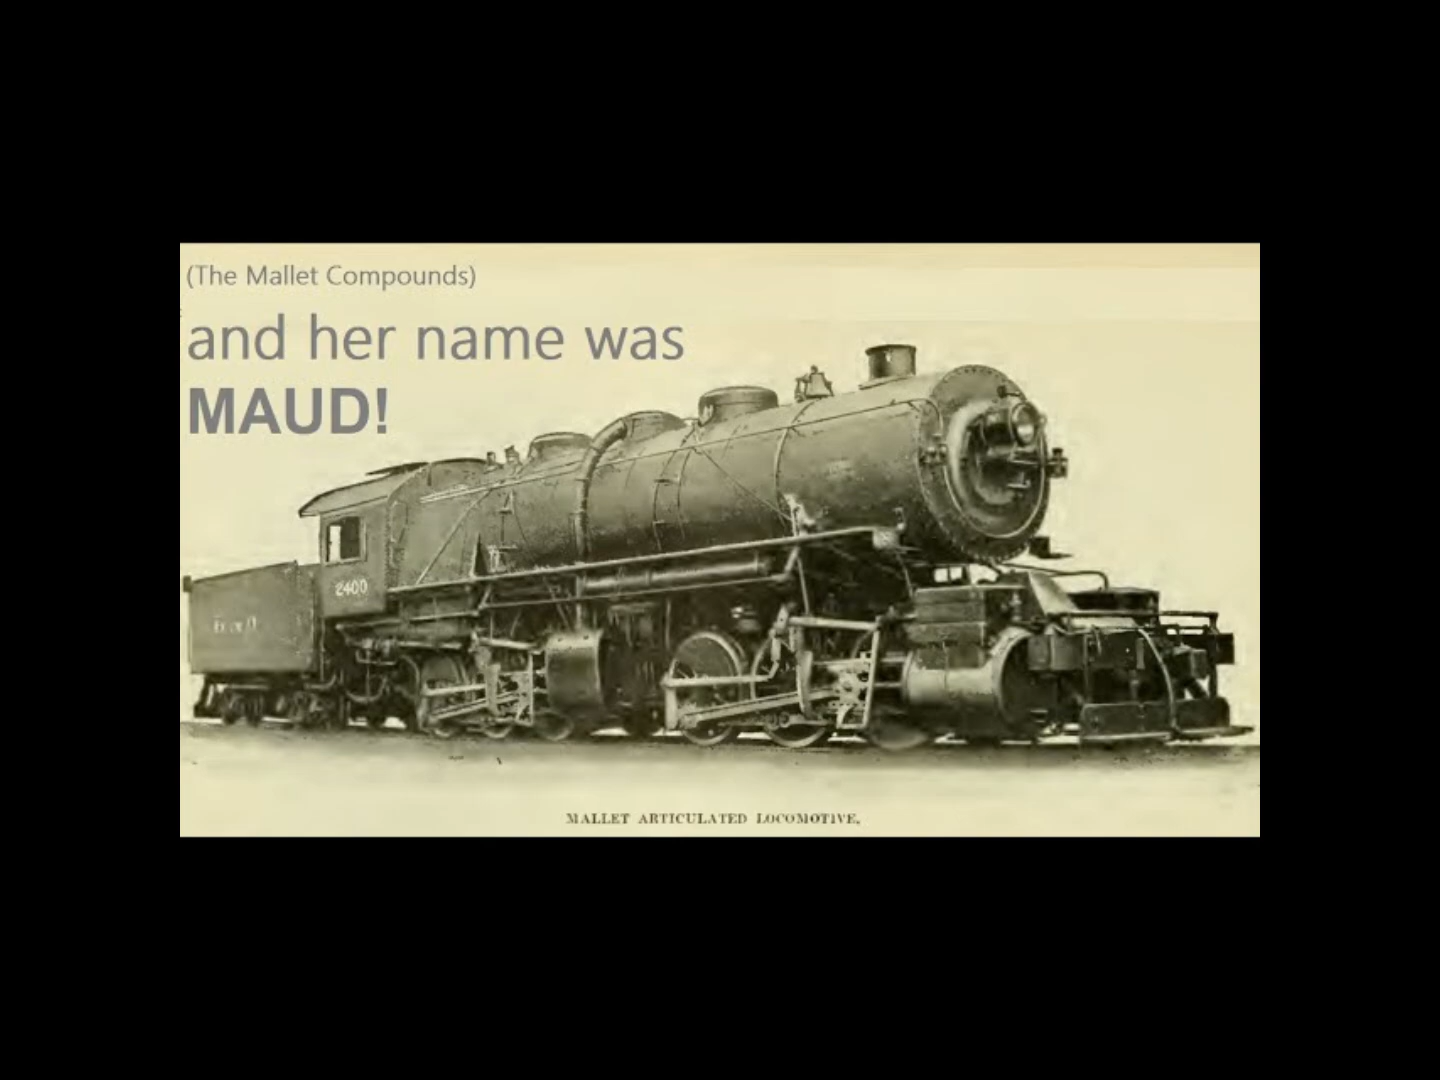 (The Mallet Compounds)
and her name was
MAUD!
2400
B & O
MALLET ARTICULATED LOCOMOTIVE.